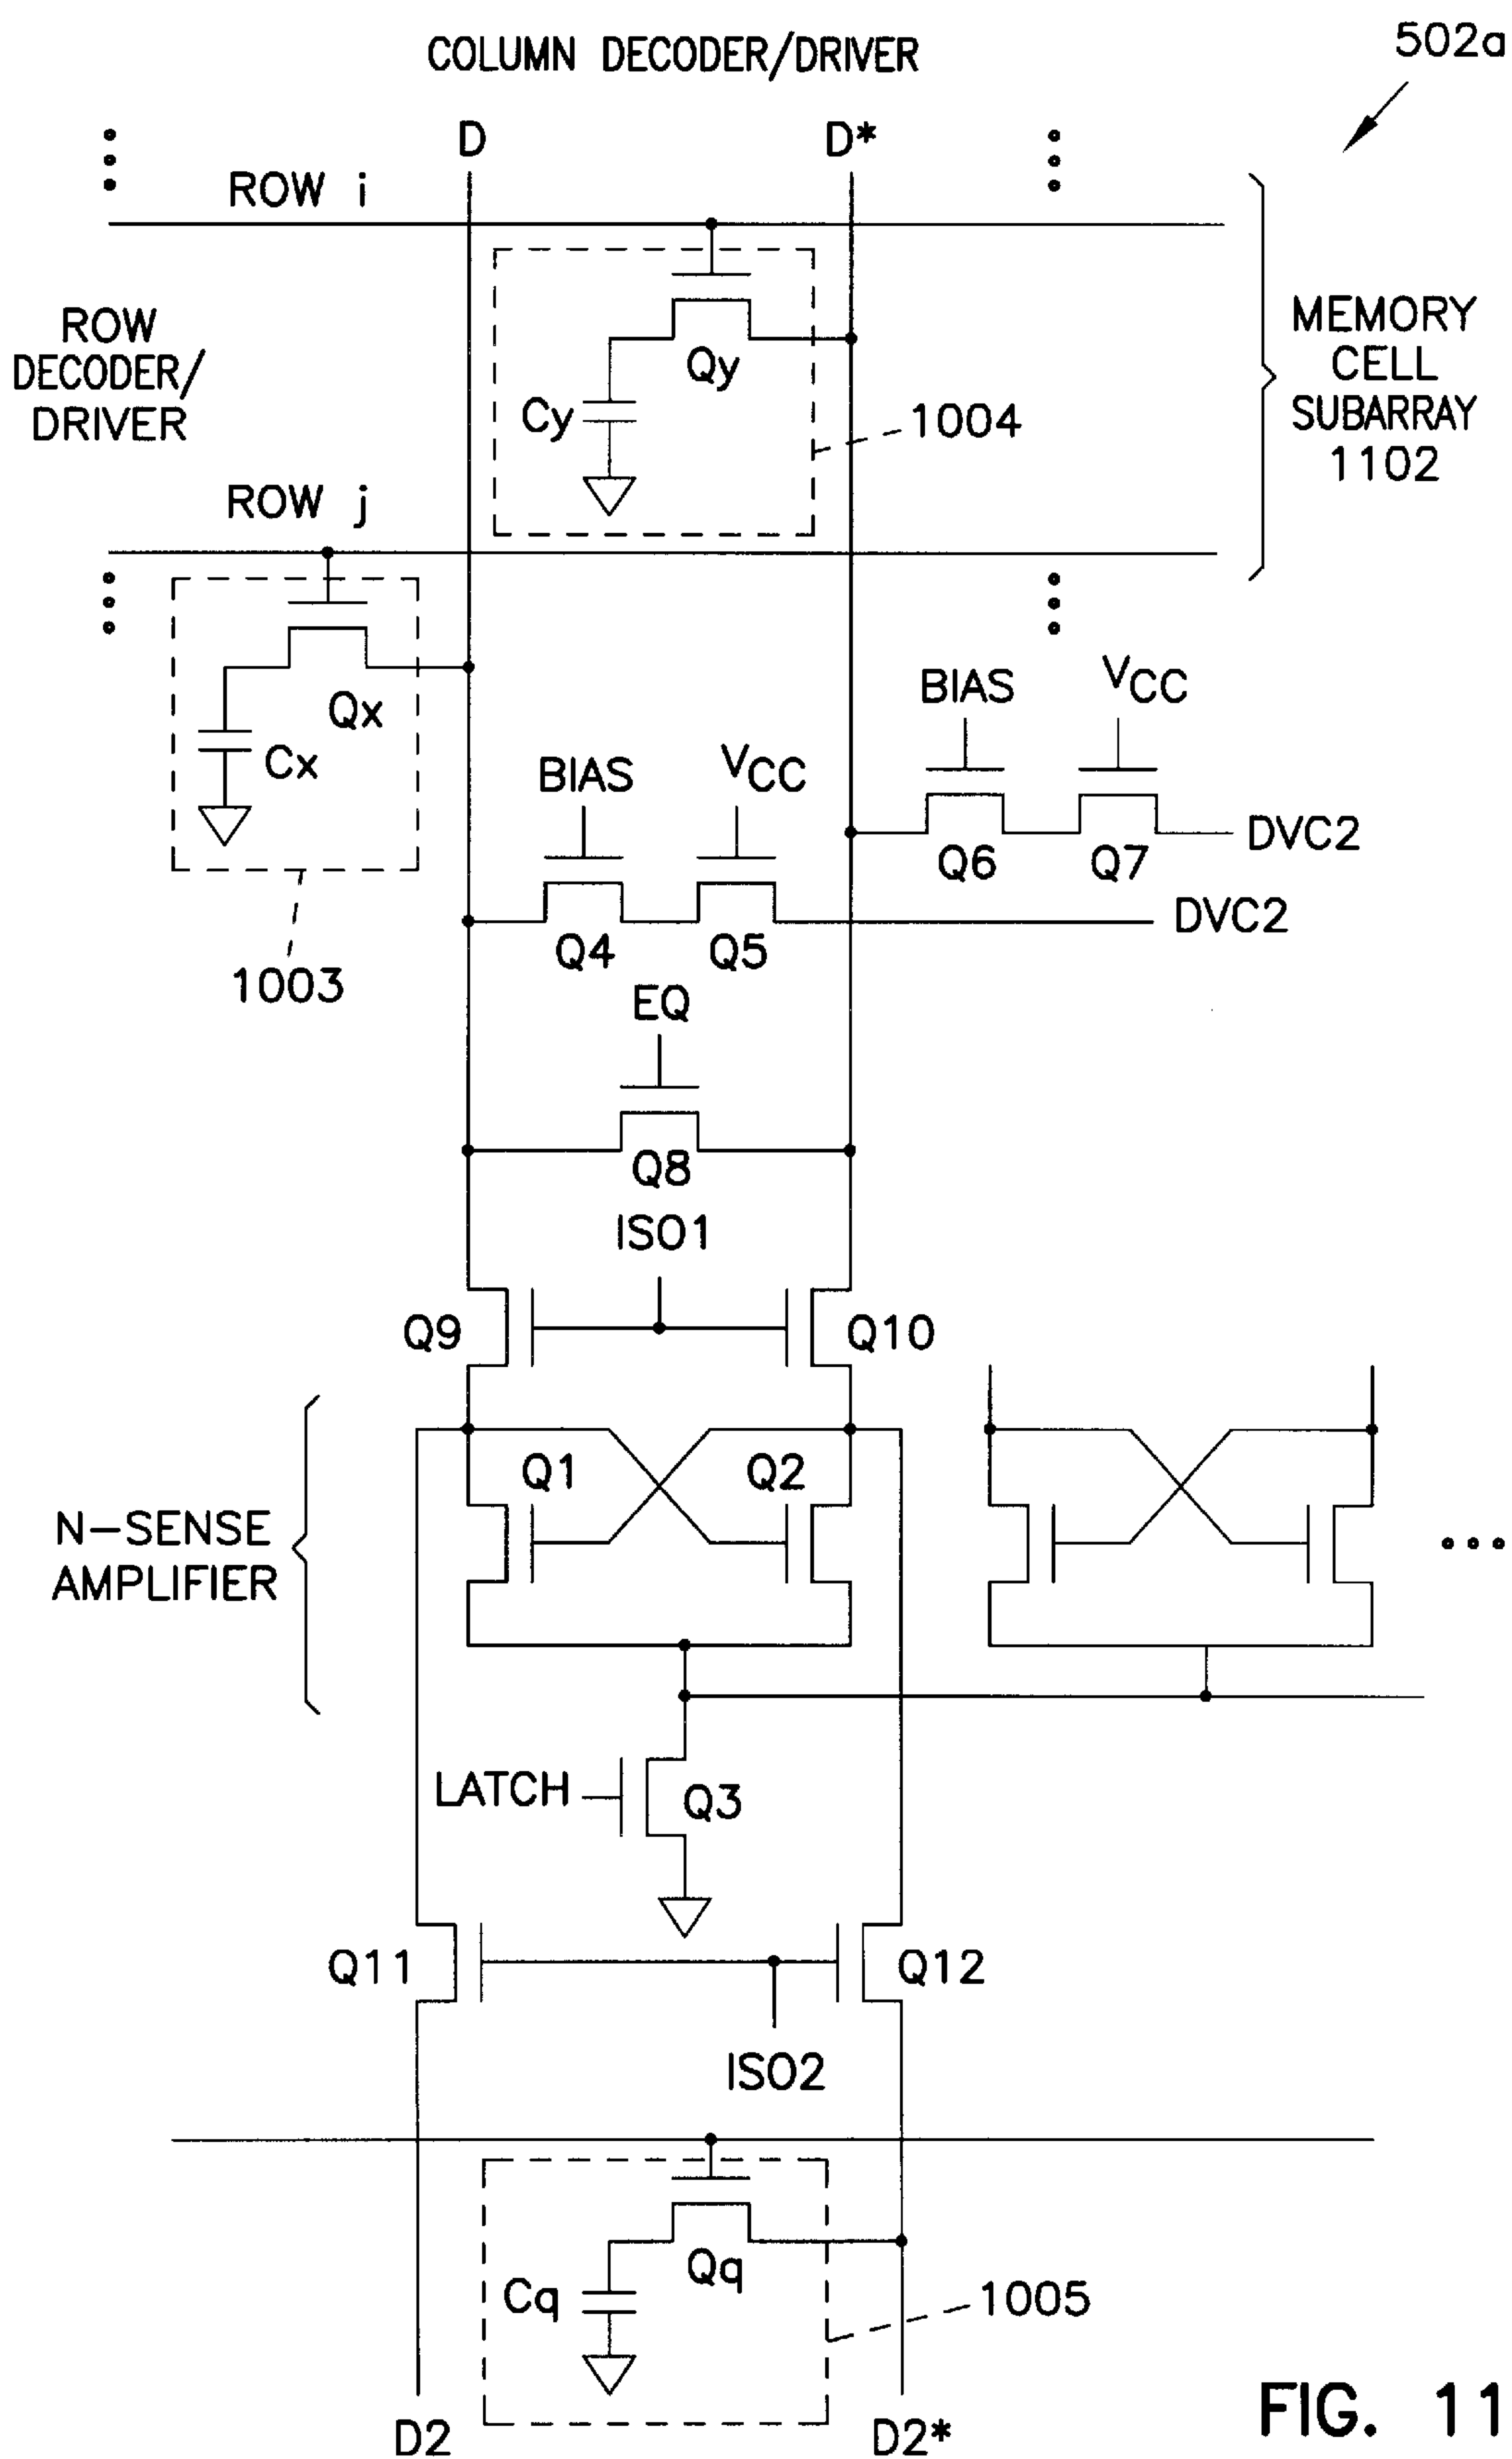 COLUMN DECODER/DRIVER
502a
D
D*
ROW i
ROW
DECODER/
DRIVER
Qy
Cy
1004
MEMORY
CELL
SUBARRAY
1102
ROW j
Qx
Cx
1003
BIAS
VCC
BIAS
VCC
Q6
Q7
DVC2
Q4
Q5
DVC2
EQ
Q8
ISO1
Q9
Q10
Q1
Q2
N-SENSE
AMPLIFIER
LATCH
Q3
Q11
Q12
ISO2
Qq
Cq
1005
D2
D2*
FIG. 11